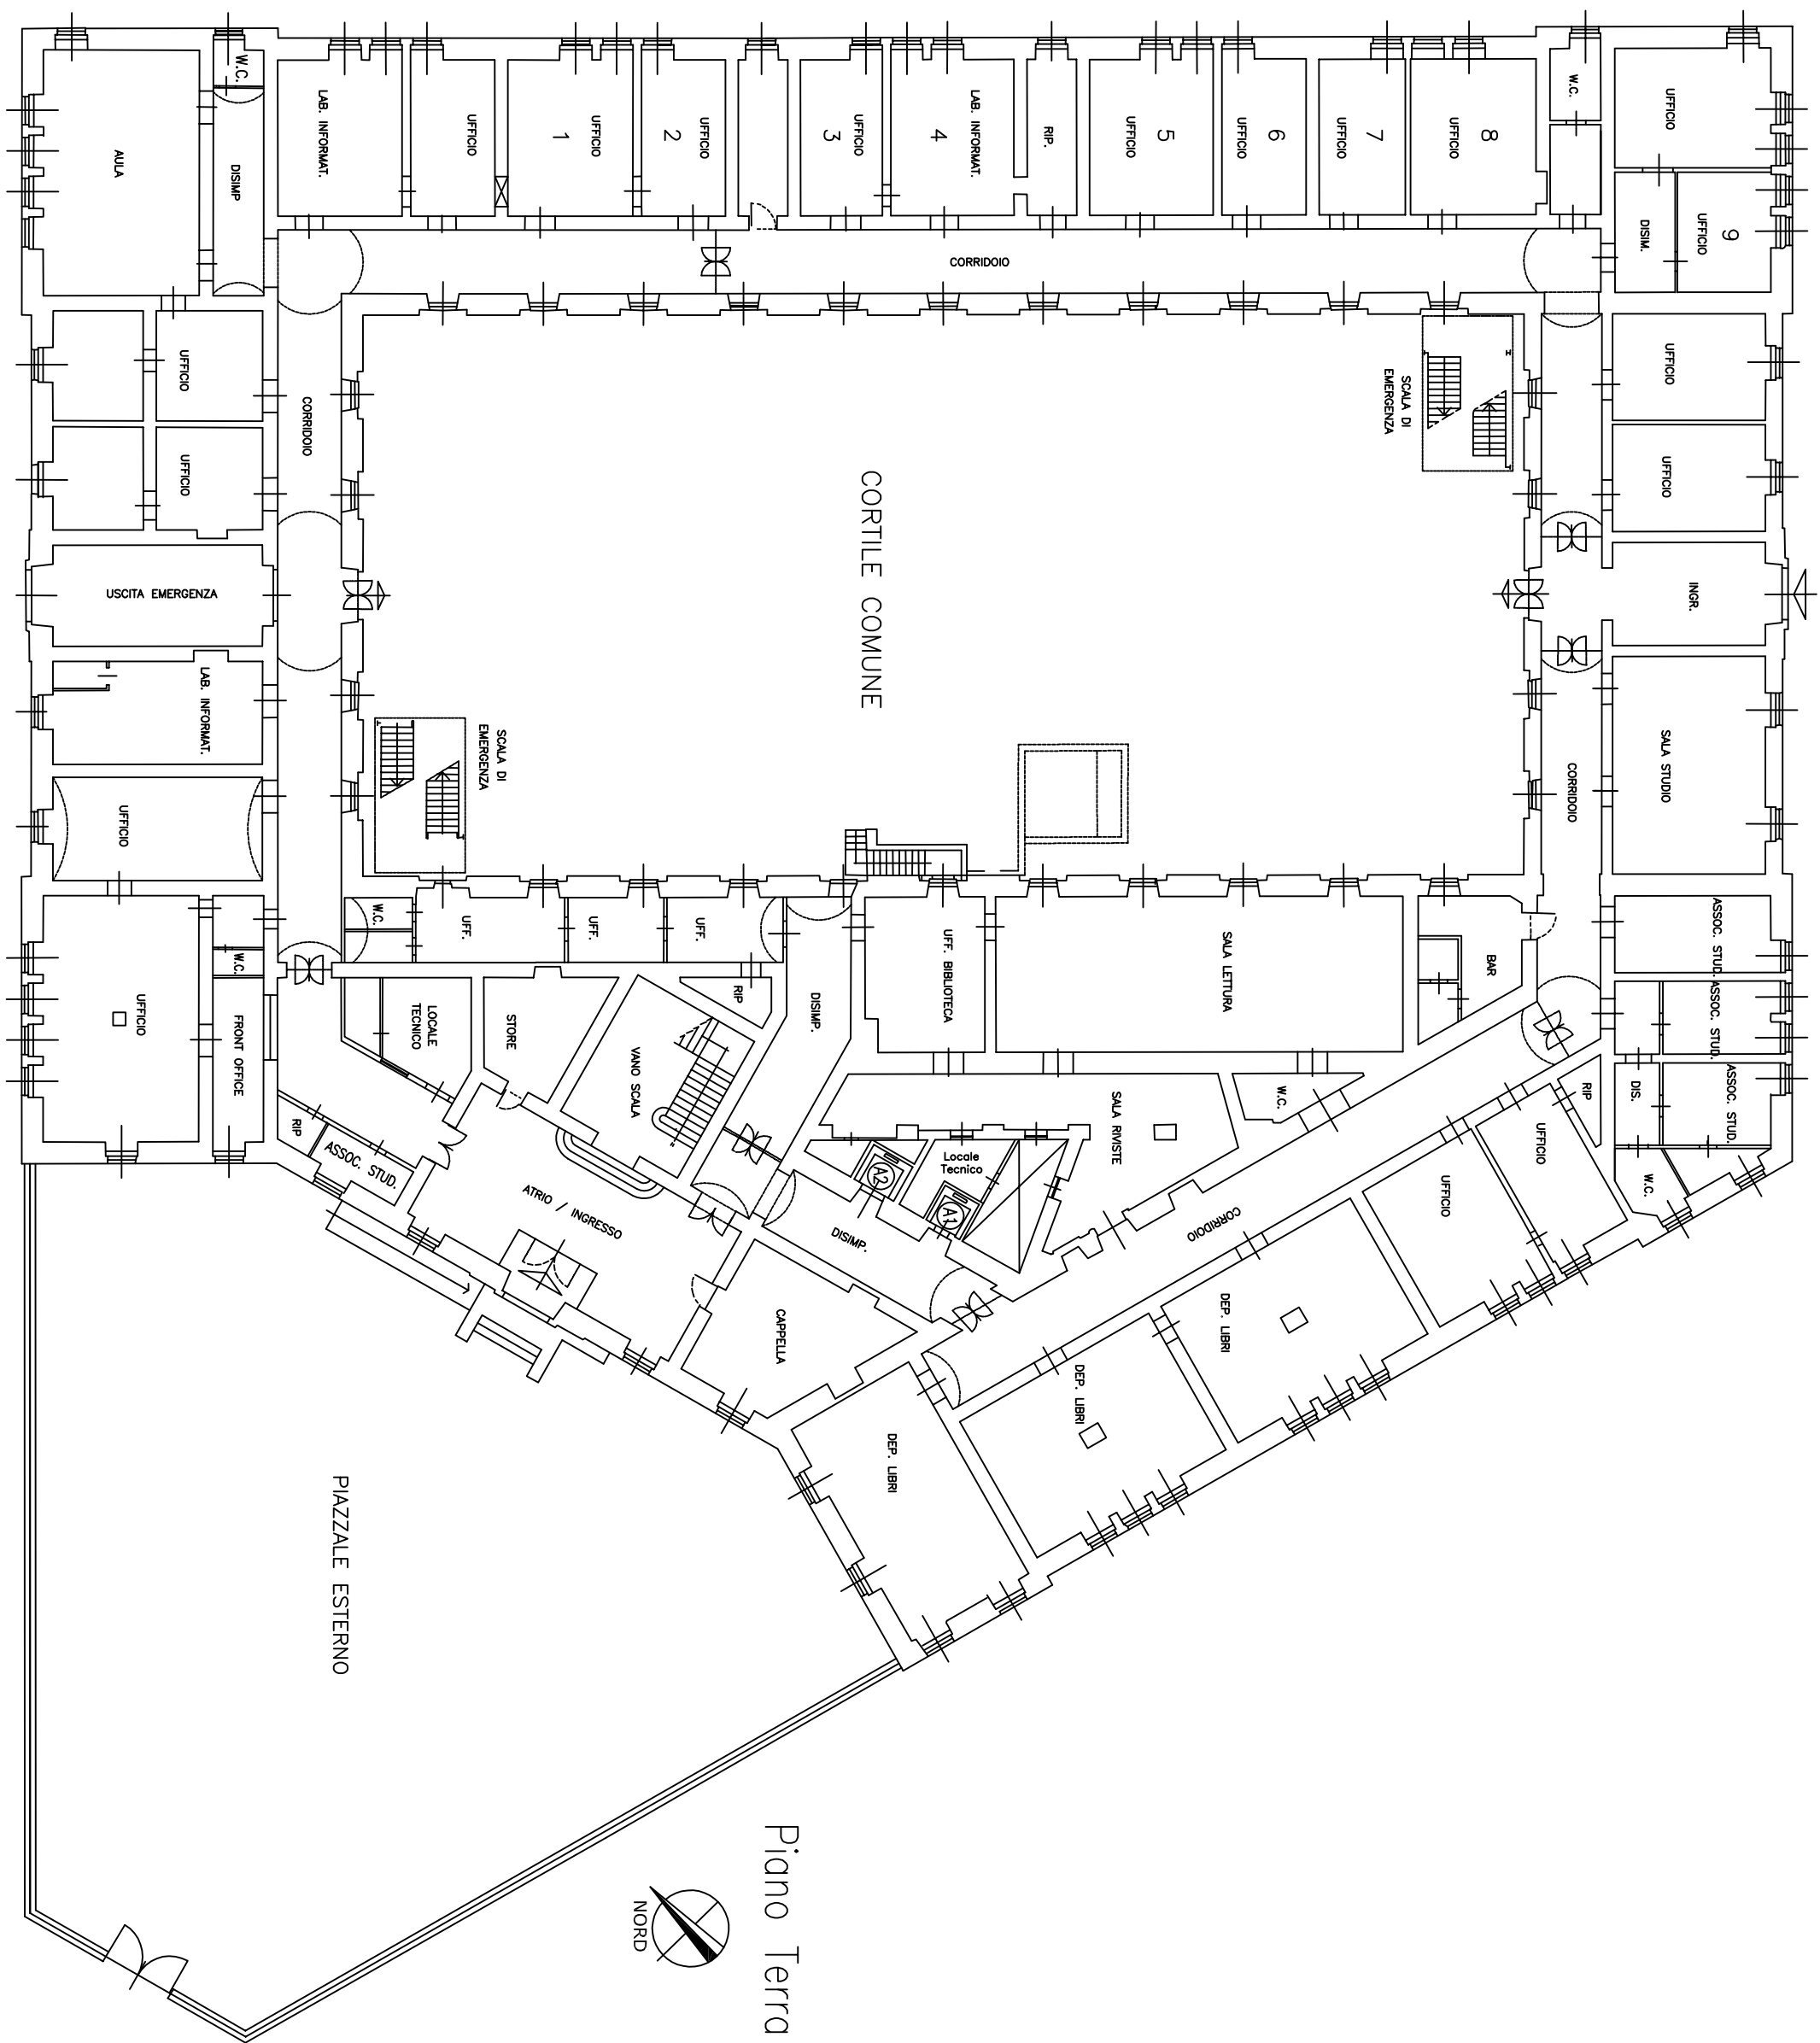 W.C.
AULA
DISIMP
LAB. INFORMAT.
UFFICIO
UFFICIO
1
UFFICIO
2
UFFICIO
3
LAB. INFORMAT.
4
RIP.
UFFICIO
5
UFFICIO
6
UFFICIO
7
UFFICIO
8
W.C.
UFFICIO
DISIM.
UFFICIO
9
CORRIDOIO
UFFICIO
UFFICIO
CORRIDOIO
USCITA EMERGENZA
LAB. INFORMAT.
UFFICIO
SCALA DI
EMERGENZA
SCALA DI
EMERGENZA
CORTILE COMUNE
UFFICIO
UFFICIO
INGR.
SALA STUDIO
CORRIDOIO
UFFICIO
W.C.
FRONT OFFICE
W.C.
UFF.
UFF.
UFF.
RIP
DISIMP.
UFF. BIBLIOTECA
SALA LETTURA
BAR
ASSOC. STUD.
ASSOC. STUD.
ASSOC. STUD.
DIS.
W.C.
RIP
LOCALE
TECNICO
STORE
VANO SCALA
RIP
ASSOC. STUD.
ATRIO / INGRESSO
SALA RIVISTE
W.C.
Locale
Tecnico
A2
A1
DISIMP.
CORRIDOIO
UFFICIO
UFFICIO
CAPPELLA
DEP. LIBRI
DEP. LIBRI
DEP. LIBRI
PIAZZALE ESTERNO
Piano Terra
NORD